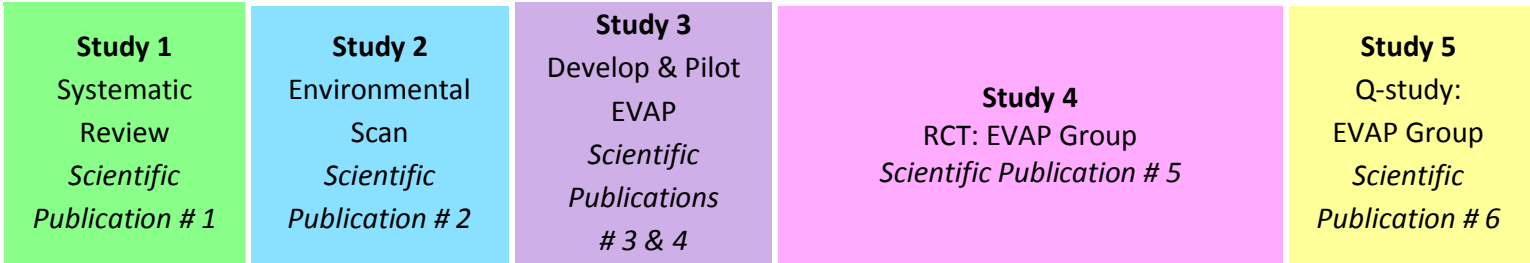 Study 1
Systematic
Review
Scientific
Publication # 1
Study 2
Environmental
Scan
Scientific
Publication # 2
Study 3
Develop & Pilot
EVAP
Scientific
Publications
# 3 & 4
Study 4
RCT: EVAP Group
Scientific Publication # 5
Study 5
Q-study:
EVAP Group
Scientific
Publication # 6